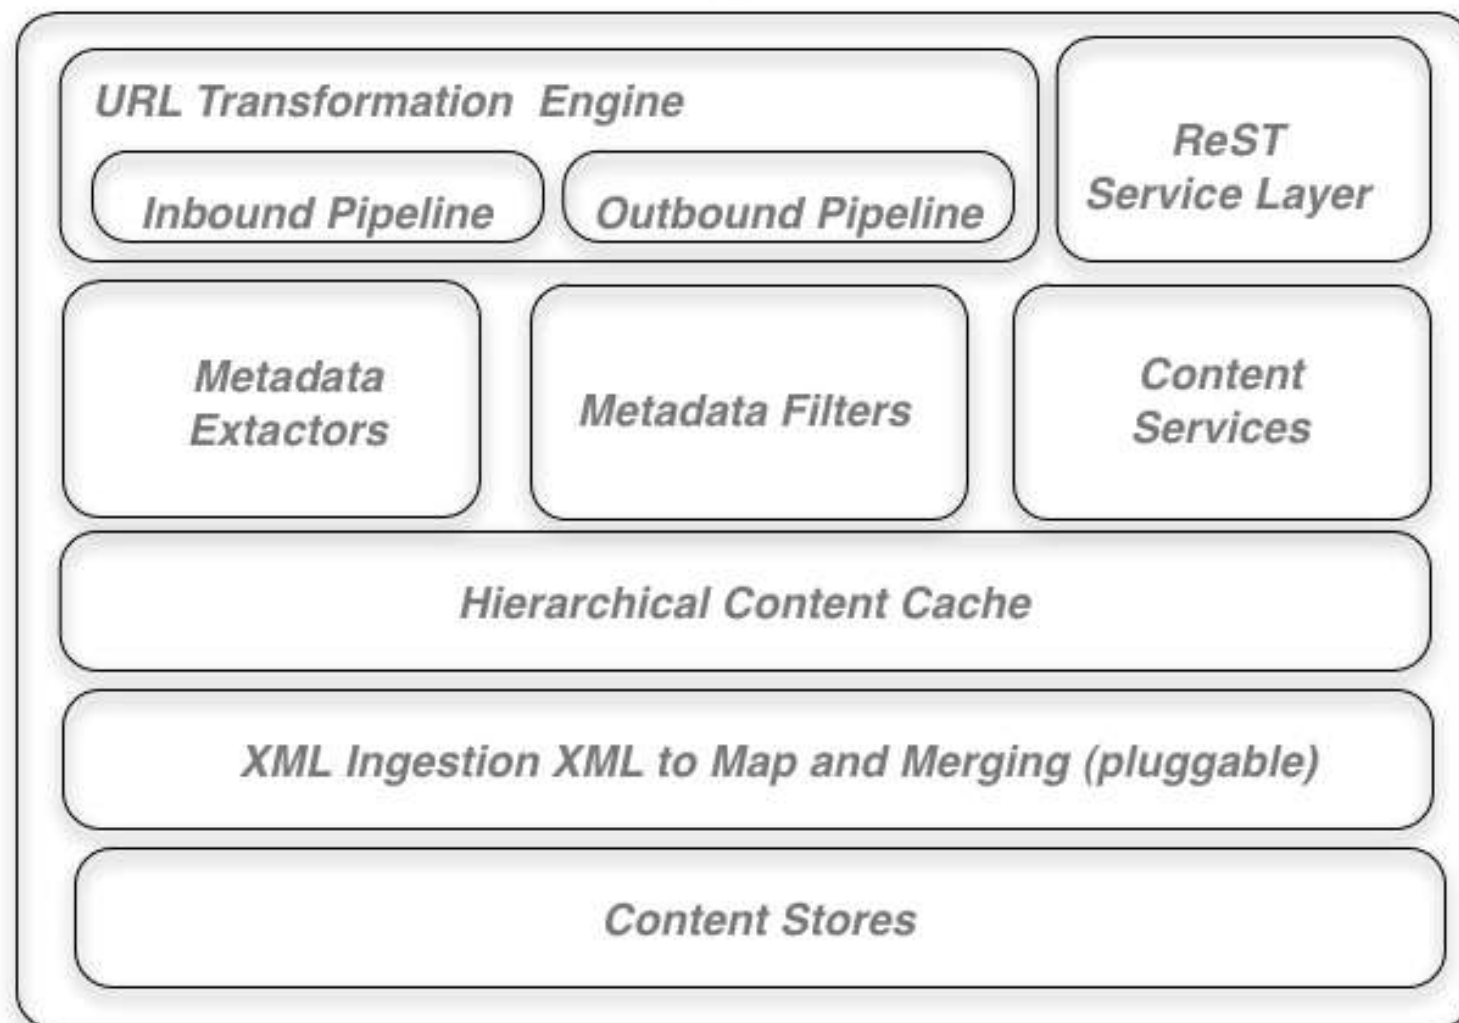 URL Transformation Engine
ReST
Service Layer
Inbound Pipeline
Outbound Pipeline
Metadata
Extactors
Metadata Filters
Content
Services
Hierarchical Content Cache
XML Ingestion XML to Map and Merging (pluggable)
Content Stores